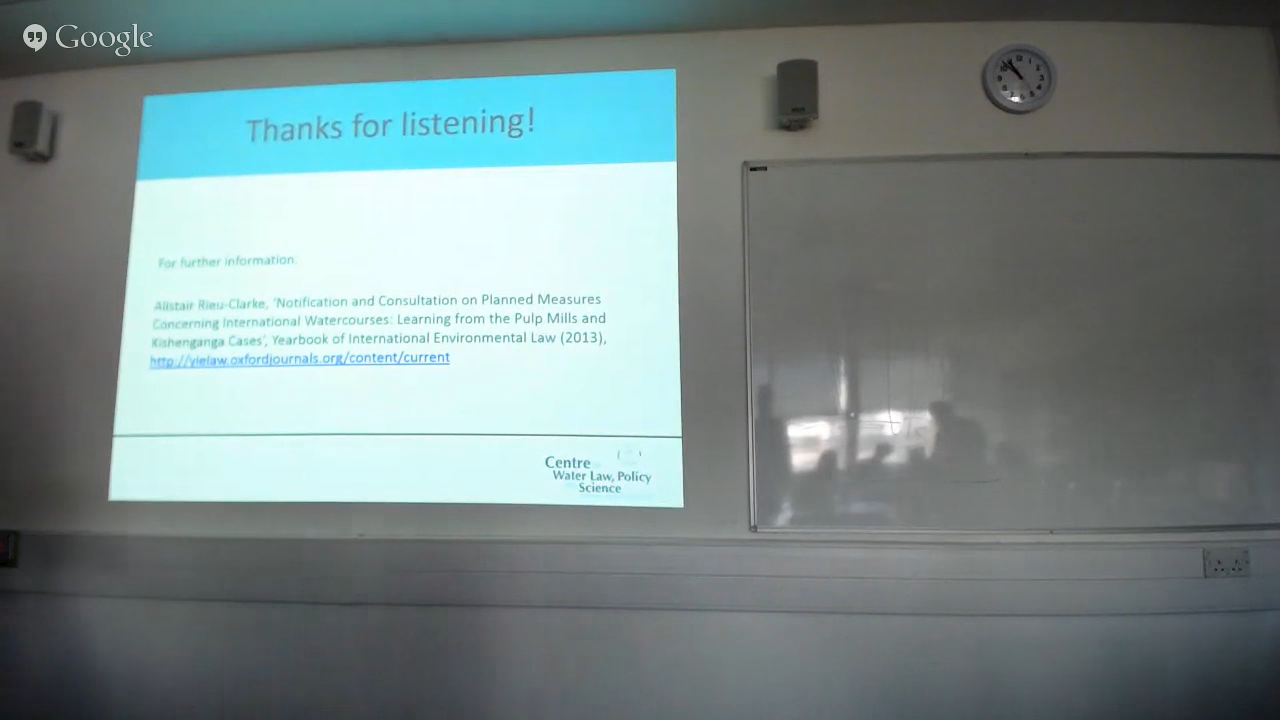 Google
Thanks for listening!
For further information:
Alistair Rieu-Clarke, 'Notification and Consultation on Planned Measures
Concerning International Watercourses: Learning from the Pulp Mills and
Kishenganga Cases', Yearbook of International Environmental Law (2013),
http://yielaw.oxfordjournals.org/content/current
Centre
Water Law, Policy
Science